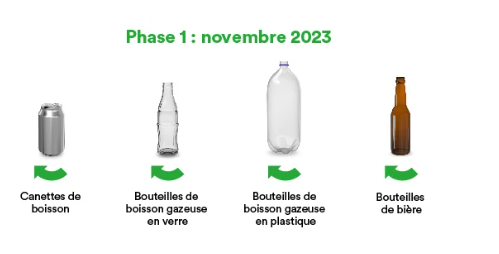 Phase 1 : novembre 2023
Canettes de
boisson
Bouteilles de
boisson gazeuse
en verre
Bouteilles de
boisson gazeuse
en plastique
Bouteilles
de bière